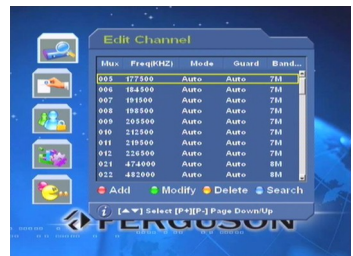 Edit Channel
Mux Freq(KHZ) Mode Guard Band...
005 177500 Auto Auto 7M
006 184500 Auto Auto 7M
007 191500 Auto Auto 7M
008 198500 Auto Auto 7M
009 205500 Auto Auto 7M
010 212500 Auto Auto 7M
011 219500 Auto Auto 7M
012 226500 Auto Auto 7M
021 474000 Auto Auto 8M
022 482000 Auto Auto 8M
Add Modify Delete Search
[▲▼] Select [P+][P-] Page Down/Up
FERGUSON